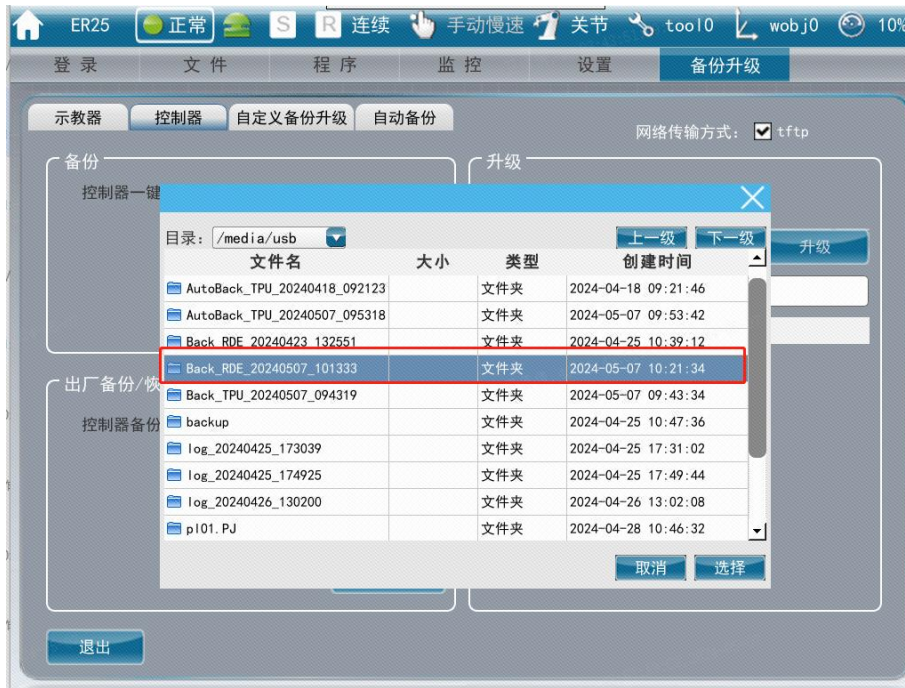 ER25 正常 S R 连续 手动慢速 关节 tool0 wobj0 10%
登录 文件 程序 监控 设置 备份升级
示教器 控制器 自定义备份升级 自动备份
网络传输方式： tftp
备份 升级
控制器一键
目录： /media/usb 上一级 下一级 升级
文件名 大小 类型 创建时间
AutoBack_TPU_20240418_092123 文件夹 2024-04-18 09:21:46
AutoBack_TPU_20240507_095318 文件夹 2024-05-07 09:53:42
Back_RDE_20240423_132551 文件夹 2024-04-25 10:39:12
Back_RDE_20240507_101333 文件夹 2024-05-07 10:21:34
出厂备份/恢
Back_TPU_20240507_094319 文件夹 2024-05-07 09:43:34
控制器备份
backup 文件夹 2024-04-25 10:47:36
log_20240425_173039 文件夹 2024-04-25 17:31:02
log_20240425_174925 文件夹 2024-04-25 17:49:44
log_20240426_130200 文件夹 2024-04-26 13:02:08
pl01.PJ 文件夹 2024-04-28 10:46:32
取消 选择
退出